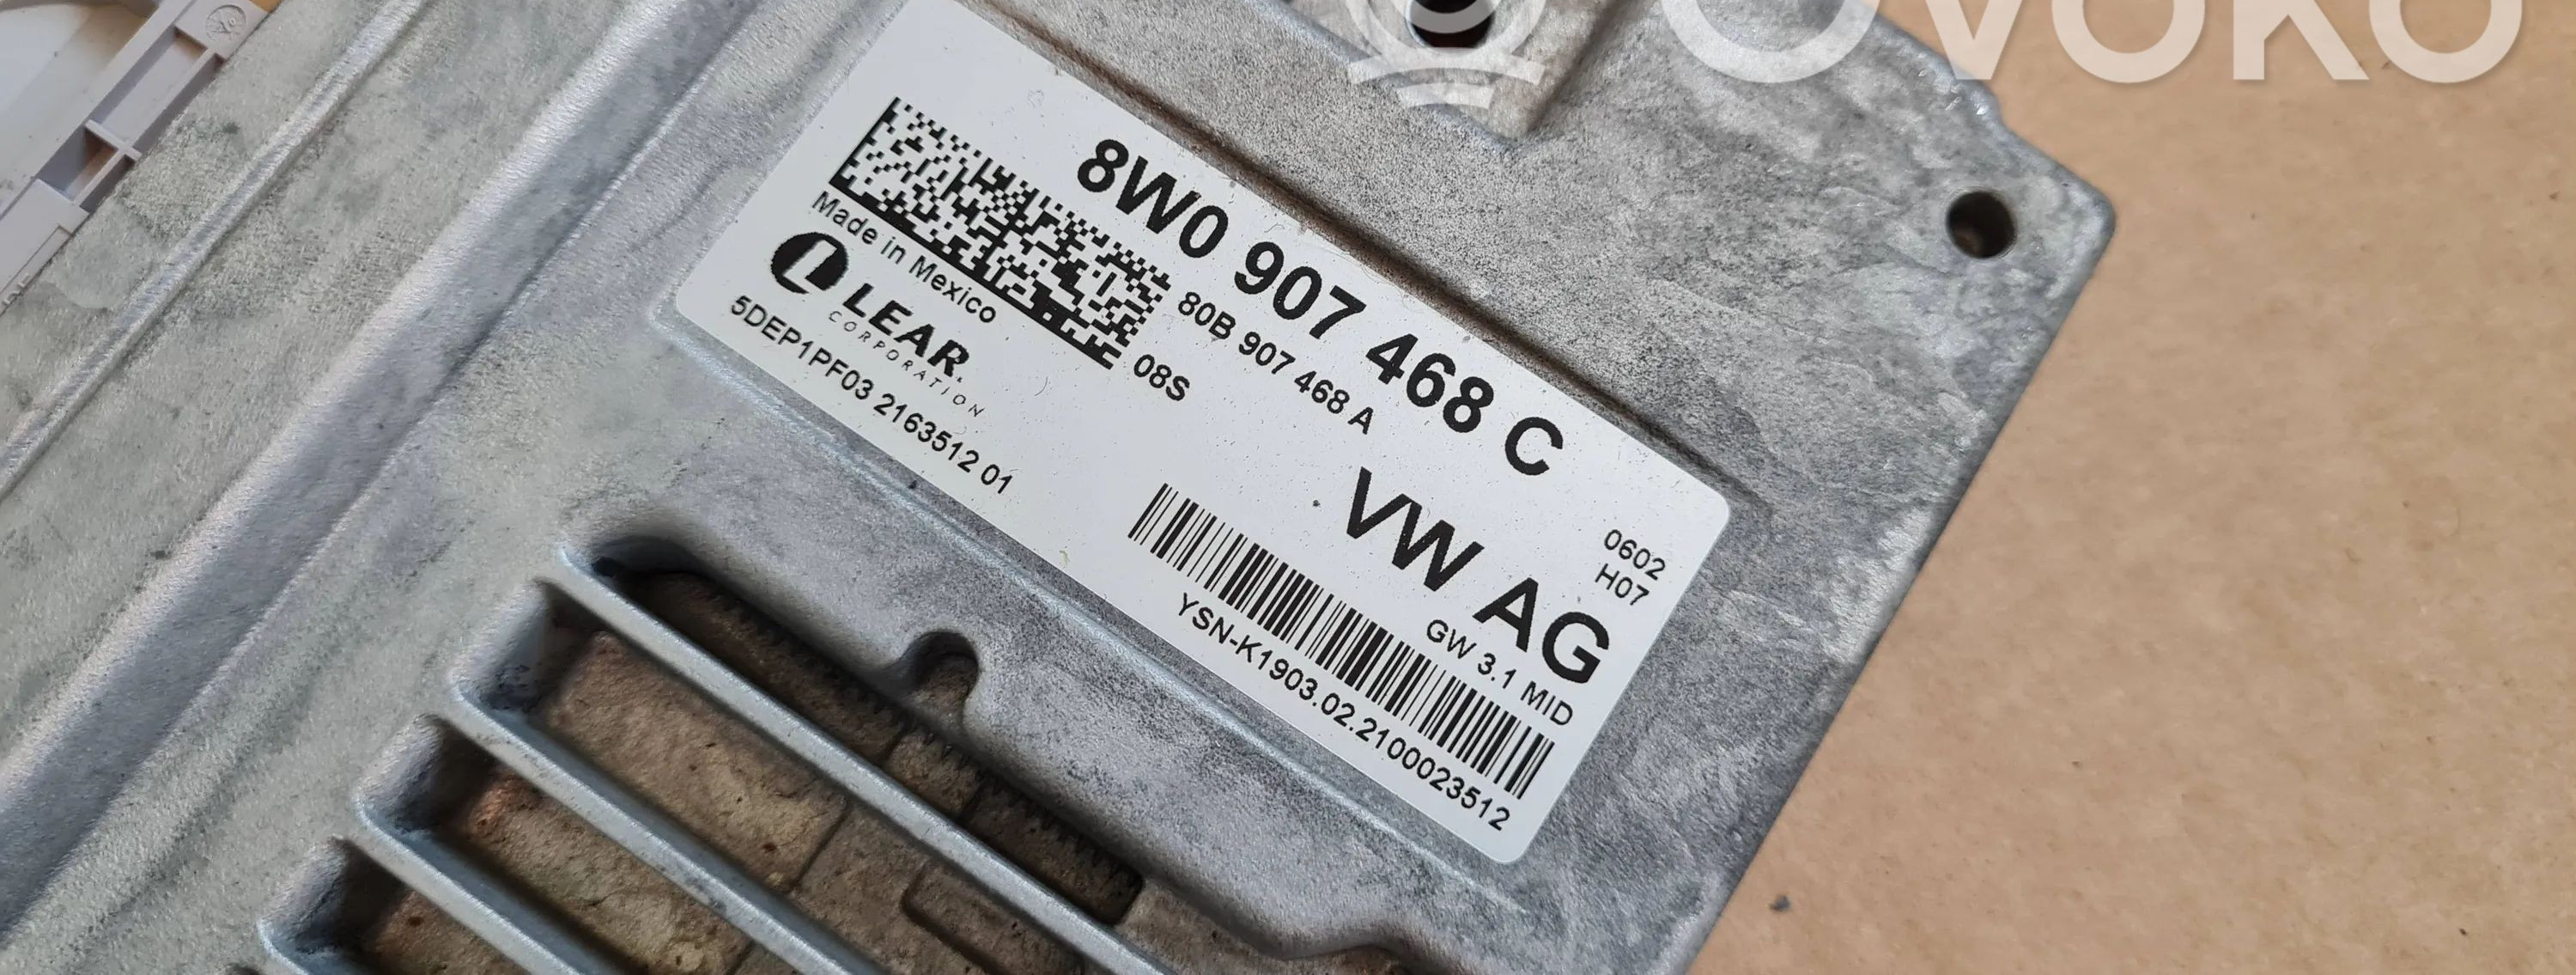 OVOKO
8W0 907 468 C
80B 907 468 A
08S
Made in Mexico
LEAR
CORPORATION
5DEP1PF03 2163512 01
VW AG
0602
H07
GW 3.1 MID
YSN-K1903.02.2100023512